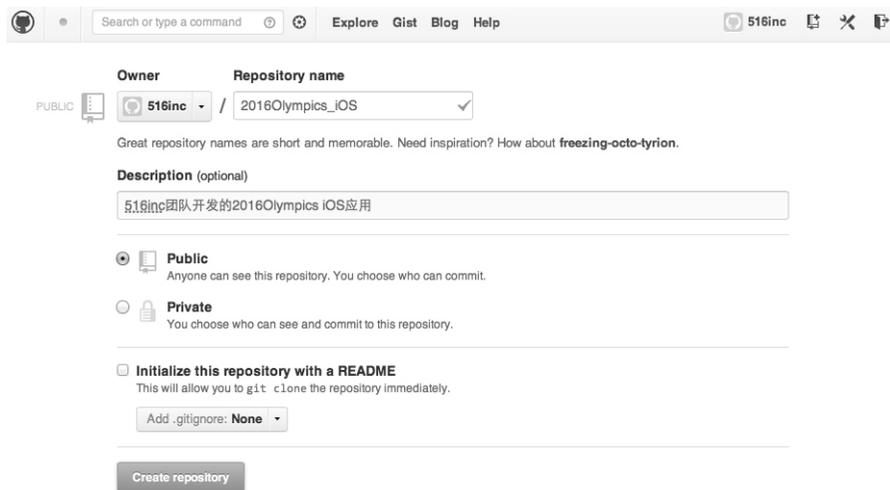 Search or type a command
Explore Gist Blog Help
516inc
Owner
Repository name
PUBLIC
516inc / 2016Olympics_iOS
Great repository names are short and memorable. Need inspiration? How about freezing-octo-tyrion.
Description (optional)
516inc团队开发的2016Olympics iOS应用
Public
Anyone can see this repository. You choose who can commit.
Private
You choose who can see and commit to this repository.
Initialize this repository with a README
This will allow you to git clone the repository immediately.
Add .gitignore: None
Create repository